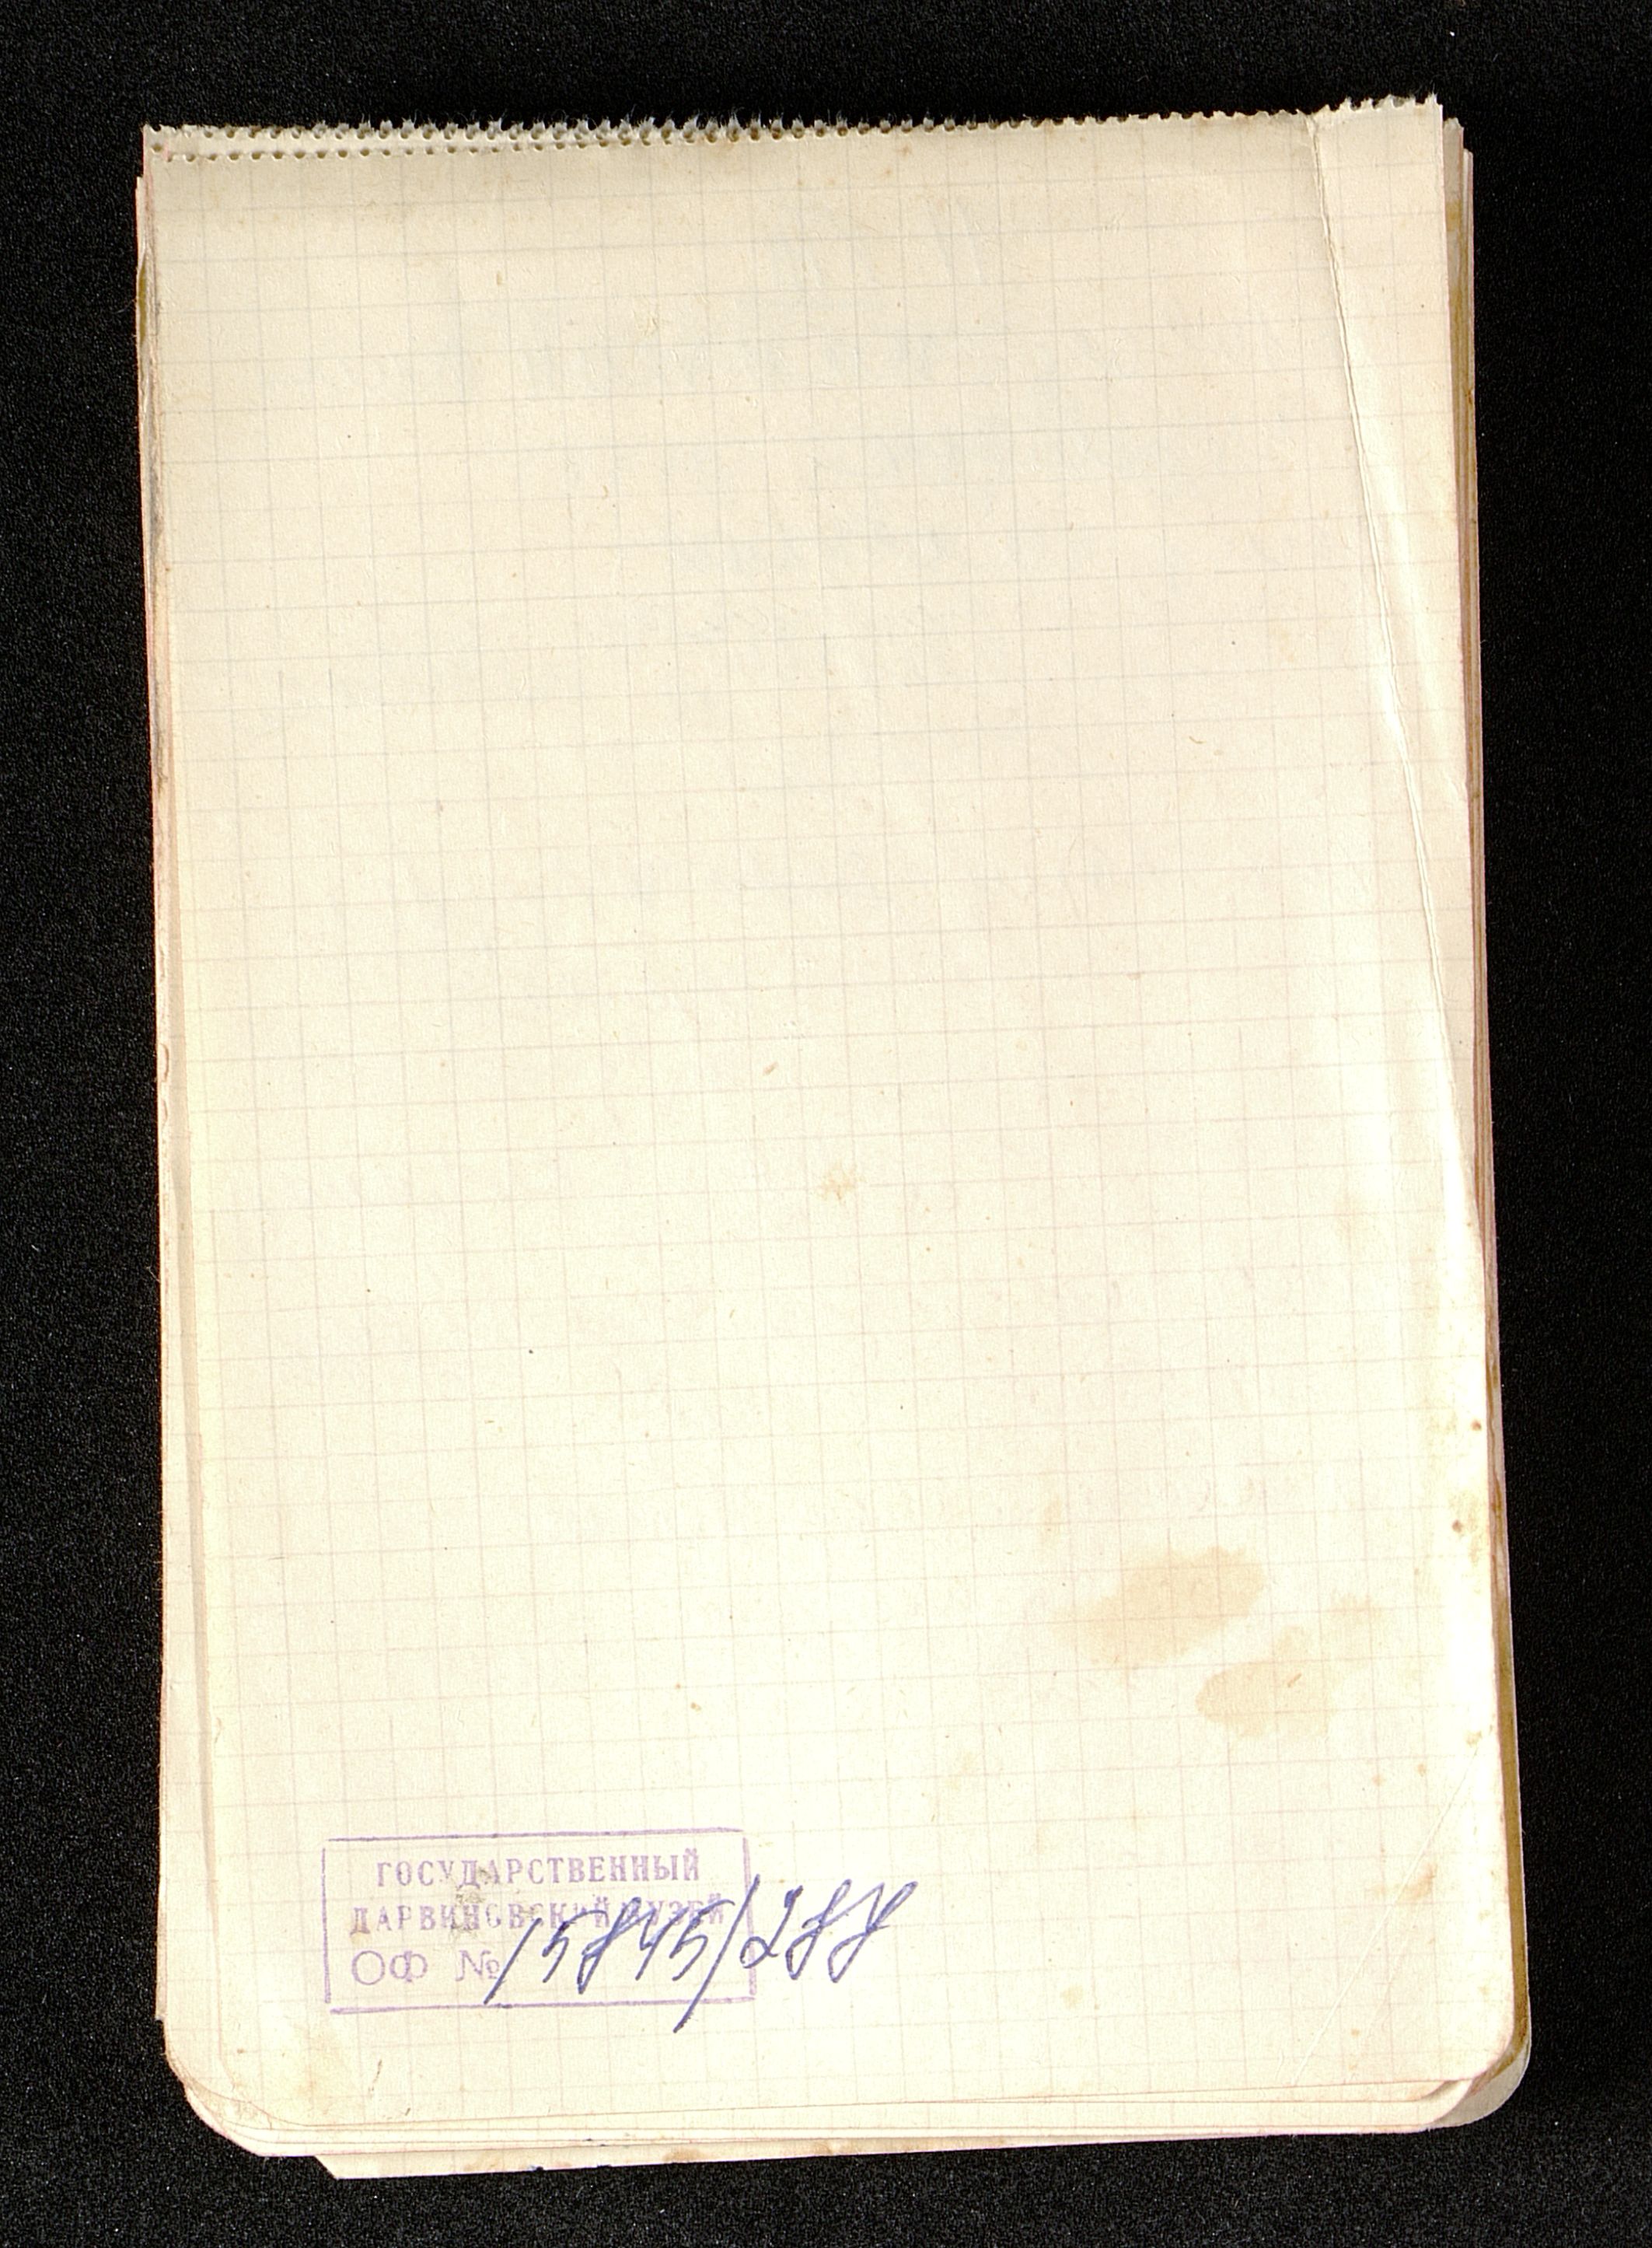 ГОСУДАРСТВЕННЫЙ
ДАРВИНОВСКИЙ МУЗЕЙ
ОФ № 15845/288